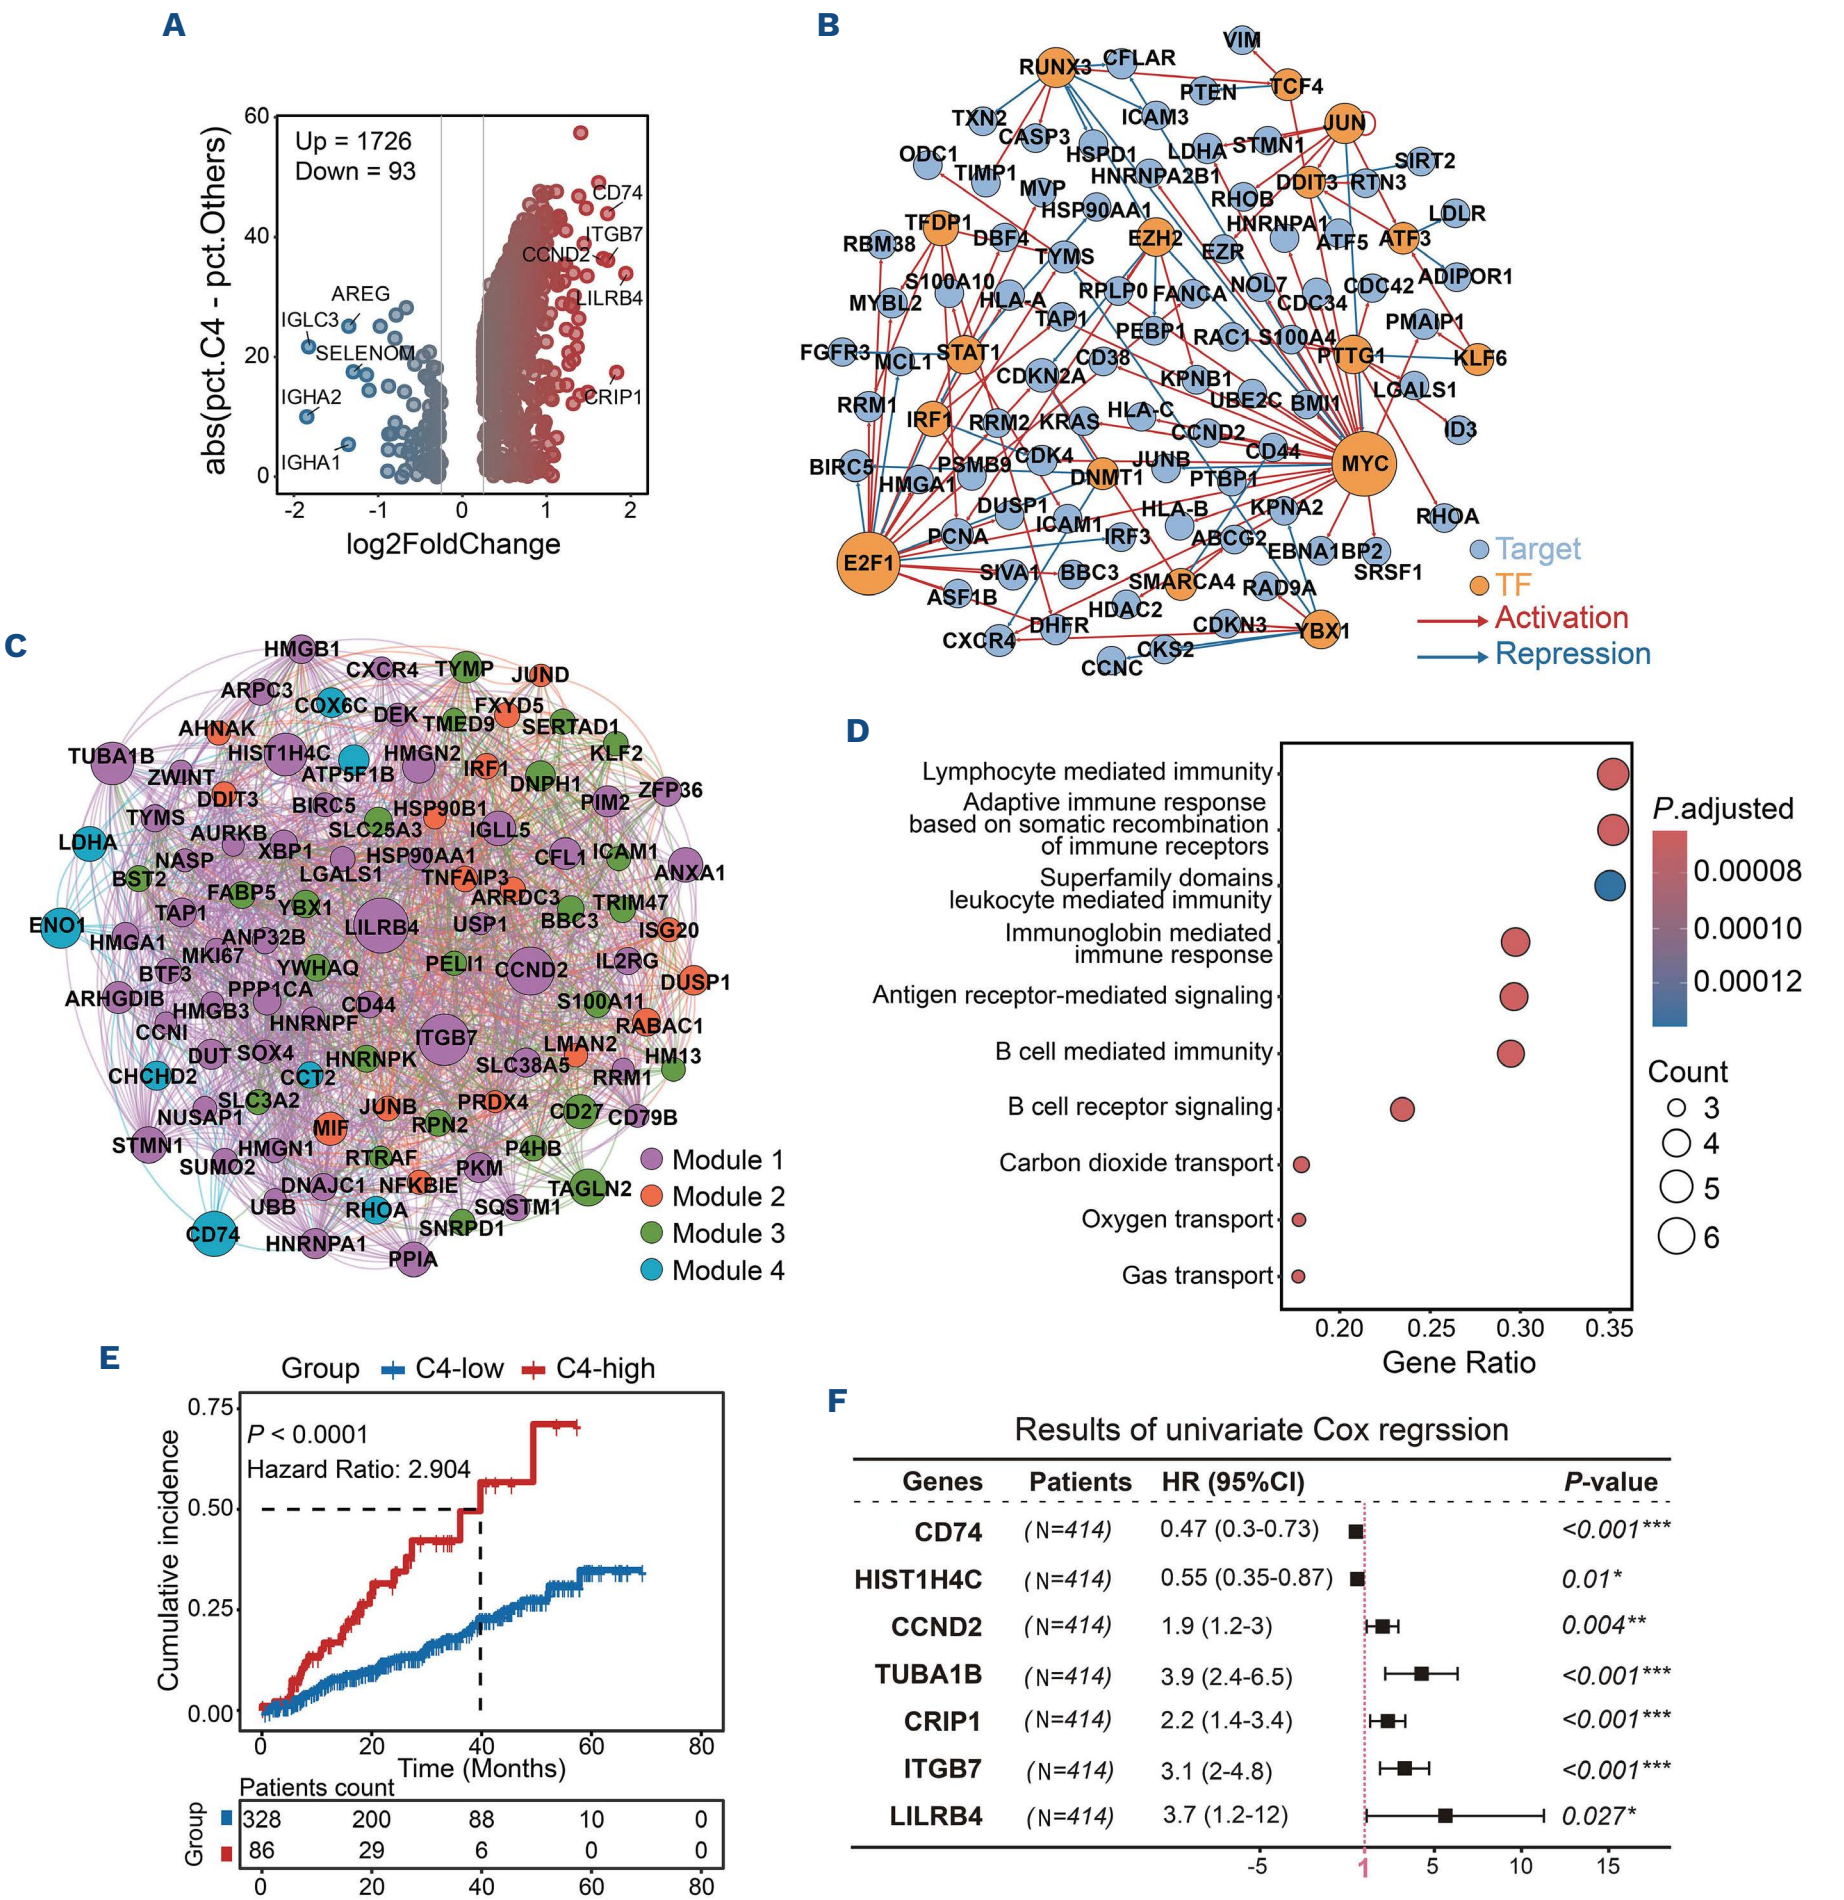 A
60
40
20
0
abs(pct.C4 - pct.Others)
Up = 1726
Down = 93
CD74
ITGB7
CCND2
LILRB4
AREG
IGLC3
SELENOM
IGHA2
CRIP1
IGHA1
-2 -1 0 1 2
log2FoldChange
B
VIM
RUNX3 CFLAR
TCF4
PTEN
TXN2 ICAM3 JUN
CASP3
ODC1 HSPD1 LDHA STMN1
SIRT2
TIMP1 HNRNPA2B1 DDIT3 RTN3
MVP RHOB
HSP90AA1 LDLR
TFDP1 DBF4 EZH2 HNRNPA1 ATF5 ATF3
RBM38 TYMS EZR
S100A10 ADIPOR1
MYBL2 HLA-A RPLP0 FANCA NOL7 CDC34 CDC42
TAP1 PEBP1 RAC1 S100A4 PMAIP1
FGFR3 MCL1 STAT1 CD38 PTTG1 KLF6
CDKN2A KPNB1 LGALS1
RRM1 IRF1 RRM2 KRAS HLA-C UBE2C BMI1
CCND2 ID3
BIRC5 PSMB9 CDK4 JUNB CD44 MYC
HMGA1 DNMT1 PTBP1
DUSP1 HLA-B KPNA2 RHOA
PCNA ICAM1 IRF3 ABCG2
E2F1 EBNA1BP2 SRSF1
SIVA1 BBC3 SMARCA4 RAD9A
ASF1B HDAC2
CXCR4 DHFR CDKN3 YBX1
CKS2
CCNC
Target
TF
Activation
Repression
C
HMGB1
CXCR4 TYMP JUND
ARPC3
COX6C DEK FXYD5
AHNAK TMED9 SERTAD1
TUBA1B HIST1H4C HMGN2 KLF2
ZWINT ATP5F1B IRF1 DNPH1 ZFP36
DDIT3 BIRC5 HSP90B1 PIM2
TYMS SLC25A3 IGLL5
LDHA AURKB XBP1
NASP HSP90AA1 CFL1 ICAM1
BST2 LGALS1 TNFAIP3 ANXA1
FABP5 ARRDC3
TAP1 YBX1 LILRB4 USP1 BBC3 TRIM47
ENO1 HMGA1 ANP32B ISG20
MKI67 PELI1 IL2RG
BTF3 YWHAQ CCND2 DUSP1
ARHGDIB PPP1CA
HMGB3 CD44 S100A11
CCNI HNRNPF RABAC1
ITGB7 LMAN2
DUT SOX4 HNRNPK SLC38A5 HM13
CHCHD2 CCT2 RRM1
SLC3A2 JUNB PRDX4
NUSAP1 RPN2 CD27 CD79B
MIF
STMN1 HMGN1 P4HB
SUMO2 RTRAF PKM
DNAJC1 NFKBIE TAGLN2
UBB RHOA SQSTM1
CD74 SNRPD1
HNRNPA1 PPIA
Module 1
Module 2
Module 3
Module 4
D
Lymphocyte mediated immunity
Adaptive immune response
based on somatic recombination
of immune receptors
Superfamily domains
leukocyte mediated immunity
Immunoglobin mediated
immune response
Antigen receptor-mediated signaling
B cell mediated immunity
B cell receptor signaling
Carbon dioxide transport
Oxygen transport
Gas transport
0.20 0.25 0.30 0.35
Gene Ratio
P.adjusted
0.00008
0.00010
0.00012
Count
3
4
5
6
E
Group C4-low C4-high
0.75
0.50
0.25
0.00
Cumulative incidence
P < 0.0001
Hazard Ratio: 2.904
0 20 40 60 80
Time (Months)
Patients count
Group
328 200 88 10 0
86 29 6 0 0
0 20 40 60 80
F
Results of univariate Cox regrssion
Genes Patients HR (95%CI) P-value
CD74 (N=414) 0.47 (0.3-0.73) <0.001***
HIST1H4C (N=414) 0.55 (0.35-0.87) 0.01*
CCND2 (N=414) 1.9 (1.2-3) 0.004**
TUBA1B (N=414) 3.9 (2.4-6.5) <0.001***
CRIP1 (N=414) 2.2 (1.4-3.4) <0.001***
ITGB7 (N=414) 3.1 (2-4.8) <0.001***
LILRB4 (N=414) 3.7 (1.2-12) 0.027*
-5 1 5 10 15